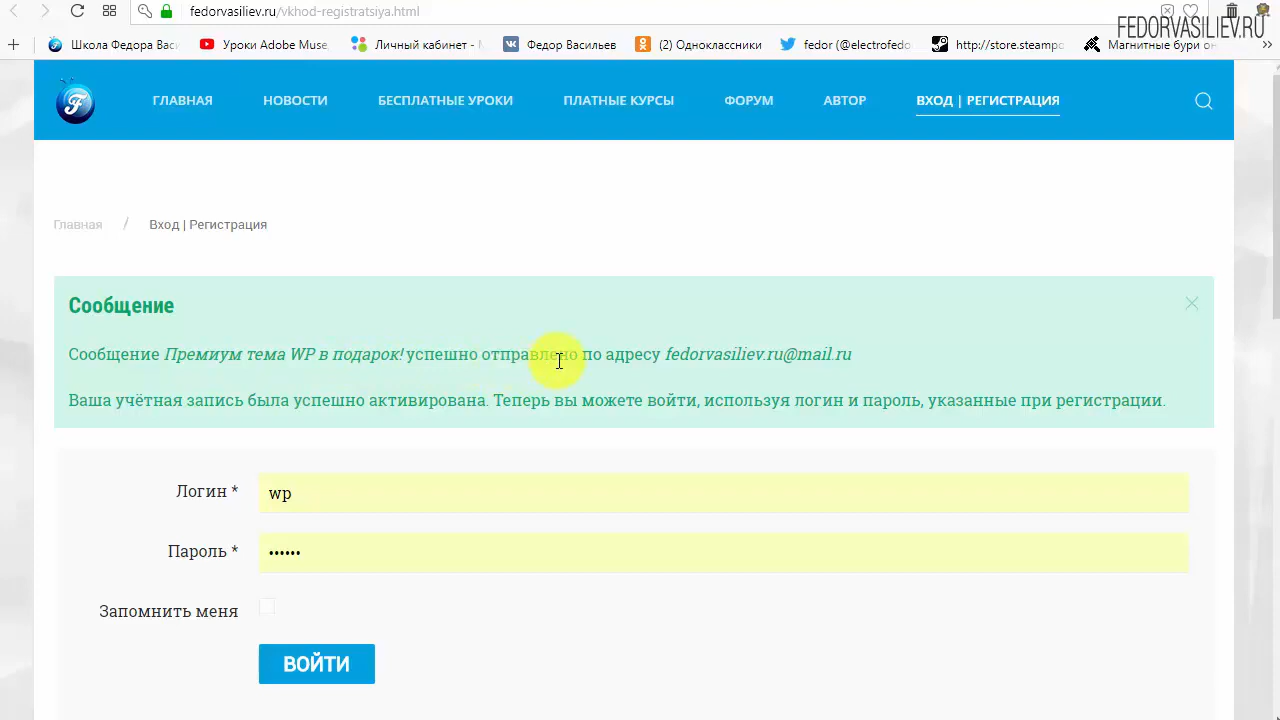 fedorvasiliev.ru/vkhod-registratsiya.html
FEDORVASILIEV.RU
Школа Федора Васи
Уроки Adobe Muse,
Личный кабинет -
Федор Васильев
(2) Одноклассники
fedor (@electrofedo
http://store.steampo
Магнитные бури он
ГЛАВНАЯ
НОВОСТИ
БЕСПЛАТНЫЕ УРОКИ
ПЛАТНЫЕ КУРСЫ
ФОРУМ
АВТОР
ВХОД | РЕГИСТРАЦИЯ
Главная / Вход | Регистрация
Сообщение
Сообщение Премиум тема WP в подарок! успешно отправлено по адресу fedorvasiliev.ru@mail.ru
Ваша учётная запись была успешно активирована. Теперь вы можете войти, используя логин и пароль, указанные при регистрации.
Логин *
wp
Пароль *
••••••
Запомнить меня
ВОЙТИ